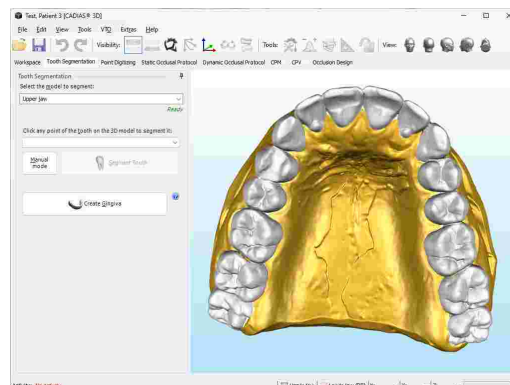 Test, Patient 3 [CADIAS® 3D]
File Edit View Tools VTO Extras Help
Visibility: Tools: View:
Workspace Tooth Segmentation Point Digitizing Static Occlusal Protocol Dynamic Occlusal Protocol CPM CPV Occlusion Design
Tooth Segmentation
Select the model to segment:
Upper jaw
Ready
Click any point of the tooth on the 3D model to segment it:
Manual mode
Segment Tooth
Create Gingiva